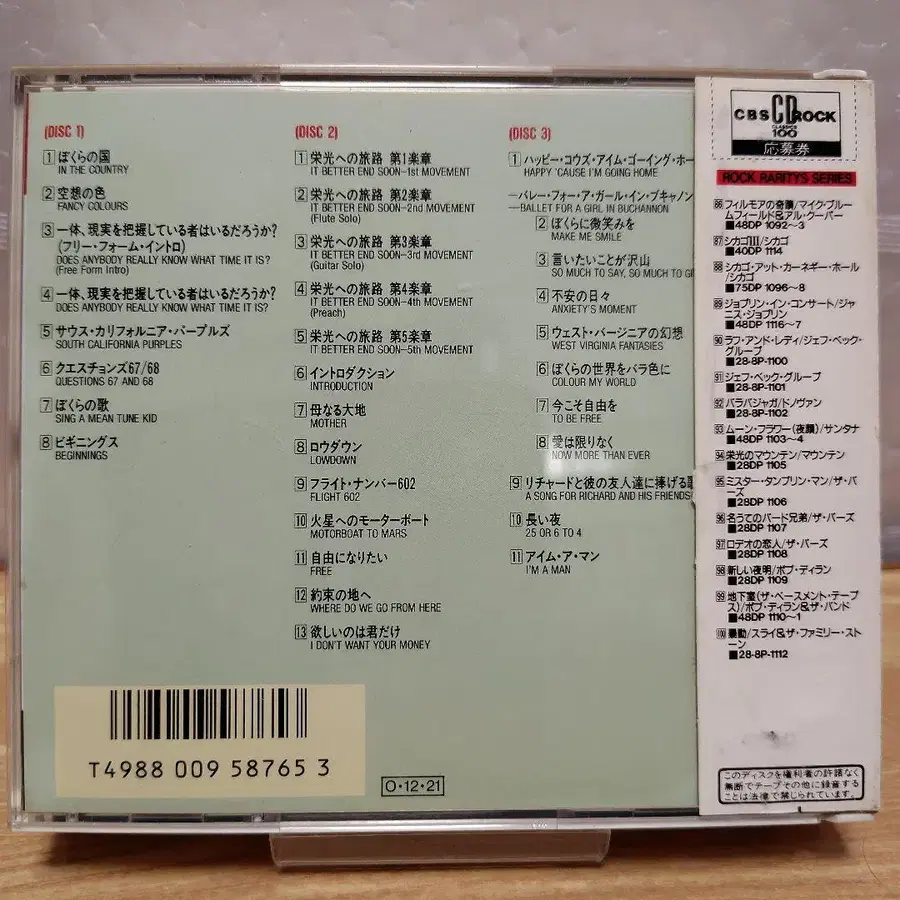 (DISC 1)
1 ぼくらの国
IN THE COUNTRY
2 空想の色
FANCY COLOURS
3 一体、現実を把握している者はいるだろうか?
(フリー・フォーム・イントロ)
DOES ANYBODY REALLY KNOW WHAT TIME IT IS?
(Free Form Intro)
4 一体、現実を把握している者はいるだろうか?
DOES ANYBODY REALLY KNOW WHAT TIME IT IS?
5 サウス・カリフォルニア・パープルズ
SOUTH CALIFORNIA PURPLES
6 クエスチョンズ67/68
QUESTIONS 67 AND 68
7 ぼくらの歌
SING A MEAN TUNE KID
8 ビギニングス
BEGINNINGS
(DISC 2)
1 栄光への旅路 第1楽章
IT BETTER END SOON-1st MOVEMENT
2 栄光への旅路 第2楽章
IT BETTER END SOON-2nd MOVEMENT
(Flute Solo)
3 栄光への旅路 第3楽章
IT BETTER END SOON-3rd MOVEMENT
(Guitar Solo)
4 栄光への旅路 第4楽章
IT BETTER END SOON-4th MOVEMENT
(Preach)
5 栄光への旅路 第5楽章
IT BETTER END SOON-5th MOVEMENT
6 イントロダクション
INTRODUCTION
7 母なる大地
MOTHER
8 ロウダウン
LOWDOWN
9 フライト・ナンバー602
FLIGHT 602
10 火星へのモーターボート
MOTORBOAT TO MARS
11 自由になりたい
FREE
12 約束の地へ
WHERE DO WE GO FROM HERE
13 欲しいのは君だけ
I DON'T WANT YOUR MONEY
(DISC 3)
1 ハッピー・コウズ・アイム・ゴーイング・ホー
HAPPY 'CAUSE I'M GOING HOME
―バレー・フォー・ア・ガール・イン・ブキャノン
―BALLET FOR A GIRL IN BUCHANNON
2 ぼくらに微笑みを
MAKE ME SMILE
3 言いたいことが沢山
SO MUCH TO SAY, SO MUCH TO GI
4 不安の日々
ANXIETY'S MOMENT
5 ウェスト・バージニアの幻想
WEST VIRGINIA FANTASIES
6 ぼくらの世界をバラ色に
COLOUR MY WORLD
7 今こそ自由を
TO BE FREE
8 愛は限りなく
NOW MORE THAN EVER
9 リチャードと彼の友人達に捧げる歌
A SONG FOR RICHARD AND HIS FRIENDS
10 長い夜
25 OR 6 TO 4
11 アイム・ア・マン
I'M A MAN
T4988 009 58765 3
O・12・21
CBS CD ROCK
CLASSICS
100
応募券
ROCK RARITYS SERIES
86 フィルモアの奇蹟/マイク・ブルー
ムフィールド&アル・クーパー
■48DP 1092~3
87 シカゴIII/シカゴ
■40DP 1114
88 シカゴ・アット・カーネギー・ホール
/シカゴ
■75DP 1096~8
89 ジョプリン・イン・コンサート/ジャ
ニス・ジョプリン
■48DP 1116~7
90 ラフ・アンド・レディ/ジェフ・ベック・
グループ
■28・8P-1100
91 ジェフ・ベック・グループ
■28・8P-1101
92 バラバジャガ/ドノヴァン
■28・8P-1102
93 ムーン・フラワー(夜顔)/サンタナ
■48DP 1103~4
94 栄光のマウンテン/マウンテン
■28DP 1105
95 ミスター・タンブリン・マン/ザ・バ
ーズ
■28DP 1106
96 名うてのバード兄弟/ザ・バーズ
■28DP 1107
97 ロデオの恋人/ザ・バーズ
■28DP 1108
98 新しい夜明/ボブ・ディラン
■28DP 1109
99 地下室(ザ・ベースメント・テープ
ス)/ボブ・ディラン&ザ・バンド
■48DP 1110~1
100 暴動/スライ&ザ・ファミリー・スト
ーン
■28・8P-1112
このディスクを権利者の許諾なく
無断でテープその他に録音する
ことは法律で禁じられています。